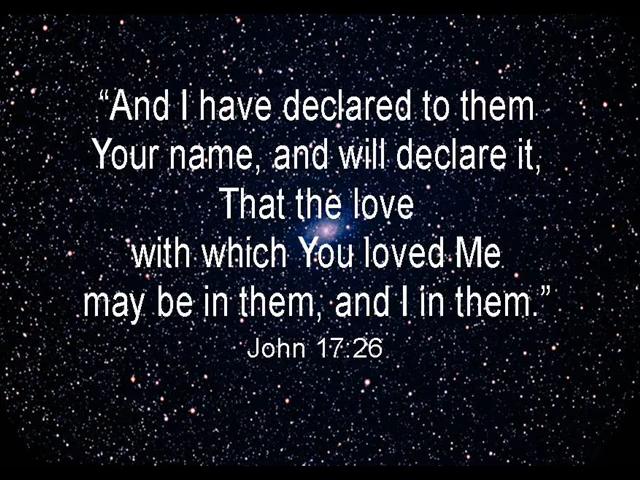 “And I have declared to them
Your name, and will declare it,
That the love
with which You loved Me
may be in them, and I in them.”
John 17:26